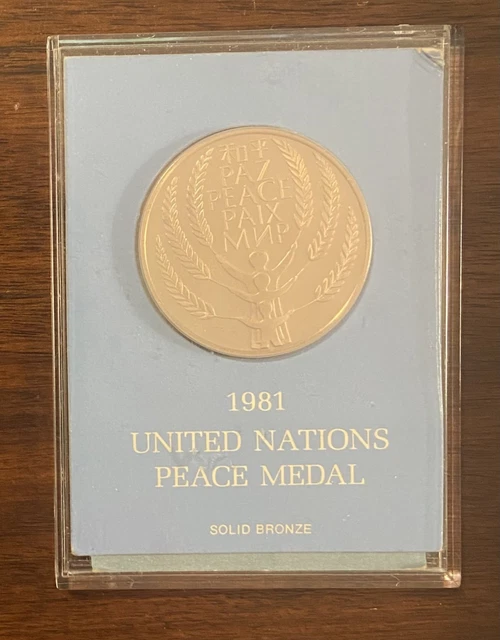 和平
PAZ
PEACE
PAIX
МИР
1981
UNITED NATIONS
PEACE MEDAL
SOLID BRONZE